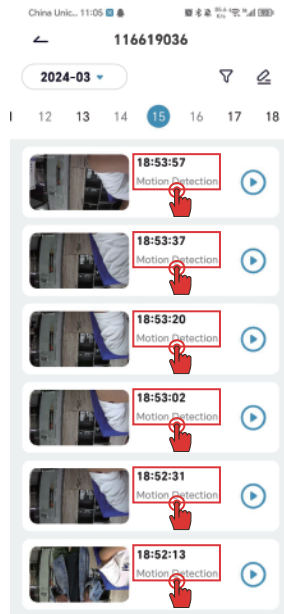 China Unic... 11:05
116619036
2024-03
12 13 14 15 16 17 18
18:53:57
Motion Detection
18:53:37
Motion Detection
18:53:20
Motion Detection
18:53:02
Motion Detection
18:52:31
Motion Detection
18:52:13
Motion Detection